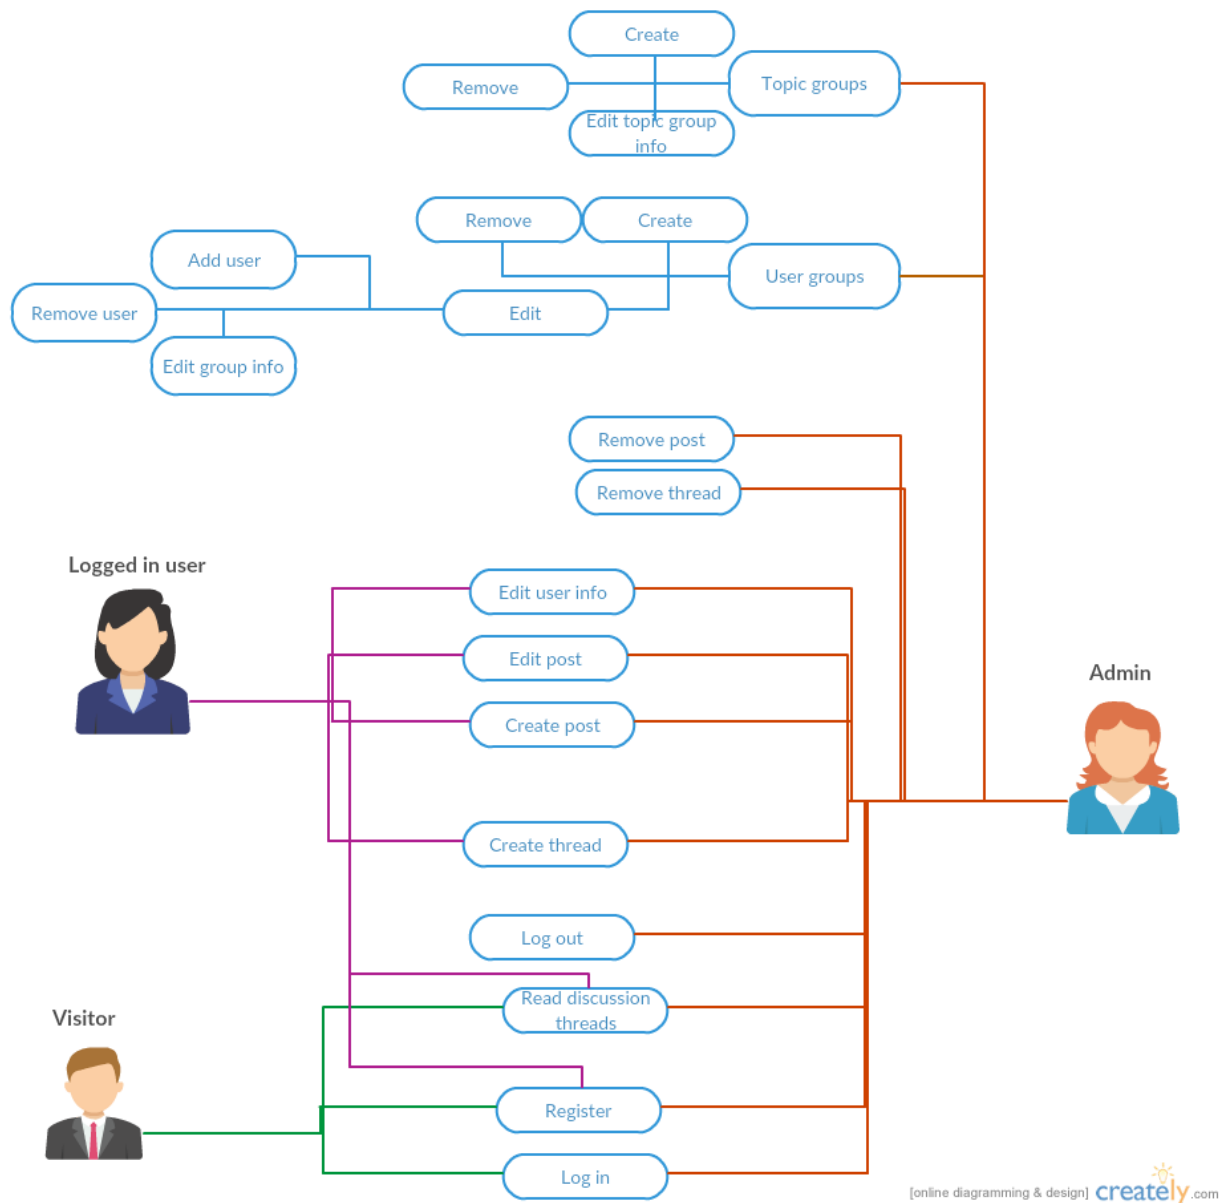 Create
Remove
Topic groups
Edit topic group
info
Remove
Create
Add user
User groups
Remove user
Edit
Edit group info
Remove post
Remove thread
Logged in user
Edit user info
Edit post
Admin
Create post
Create thread
Log out
Read discussion
threads
Visitor
Register
Log in
[online diagramming & design] creately.com